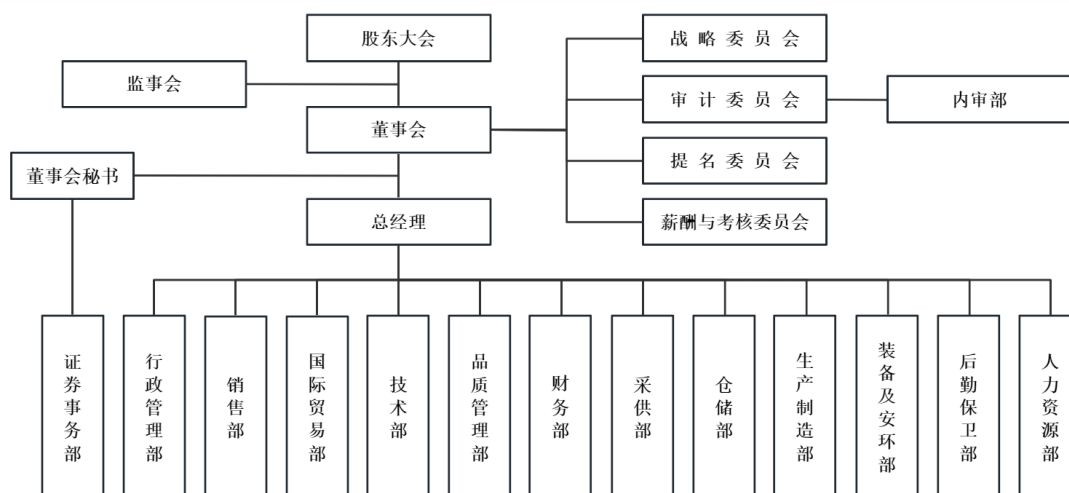 股东大会
战略委员会
监事会
审计委员会
内审部
董事会
提名委员会
董事会秘书
总经理
薪酬与考核委员会
证券事务部
行政管理部
销售部
国际贸易部
技术部
品质管理部
财务部
采供部
仓储部
生产制造部
装备及安环部
后勤保卫部
人力资源部